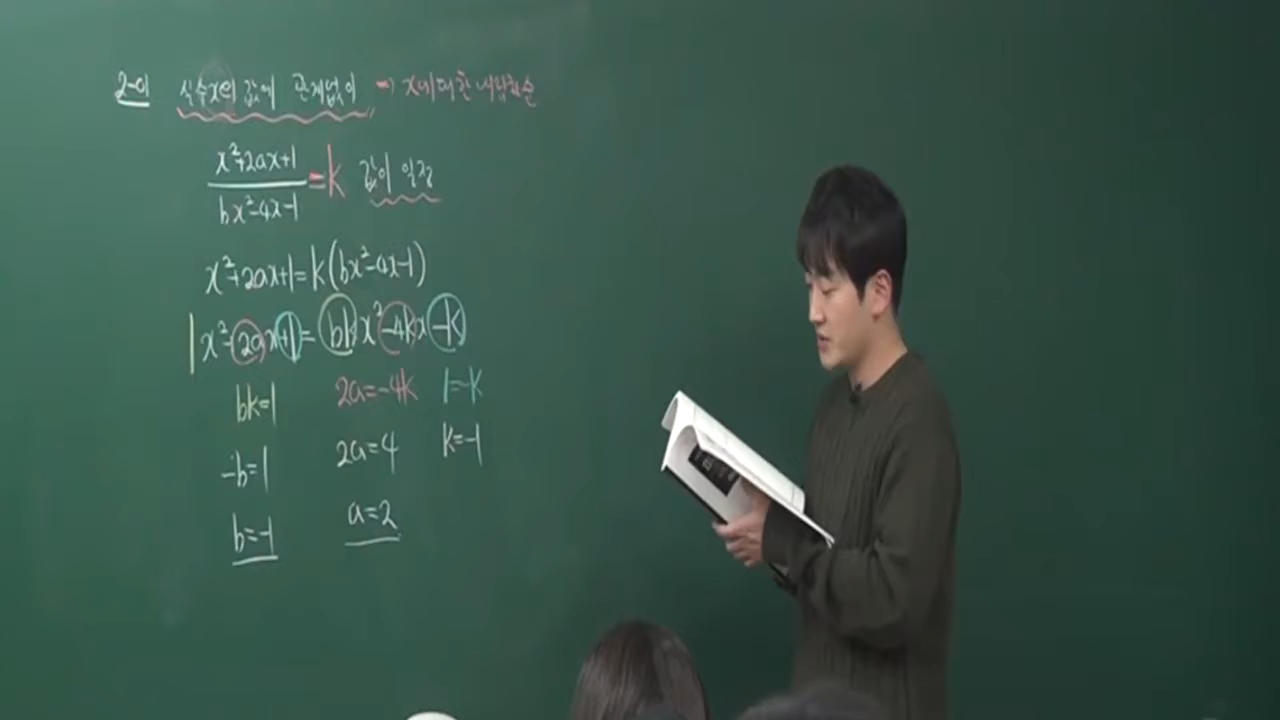 2-01 실수 x의 값에 관계없이 → x에 대한 내림차순
x²+2ax+1
bx²-4x-1
=k 값이 일정
x²+2ax+1=k(bx²-4x-1)
1x²+2ax+1=bkx²-4kx-k
bk=1 2a=-4k 1=-k
-b=1 2a=4 k=-1
b=-1 a=2